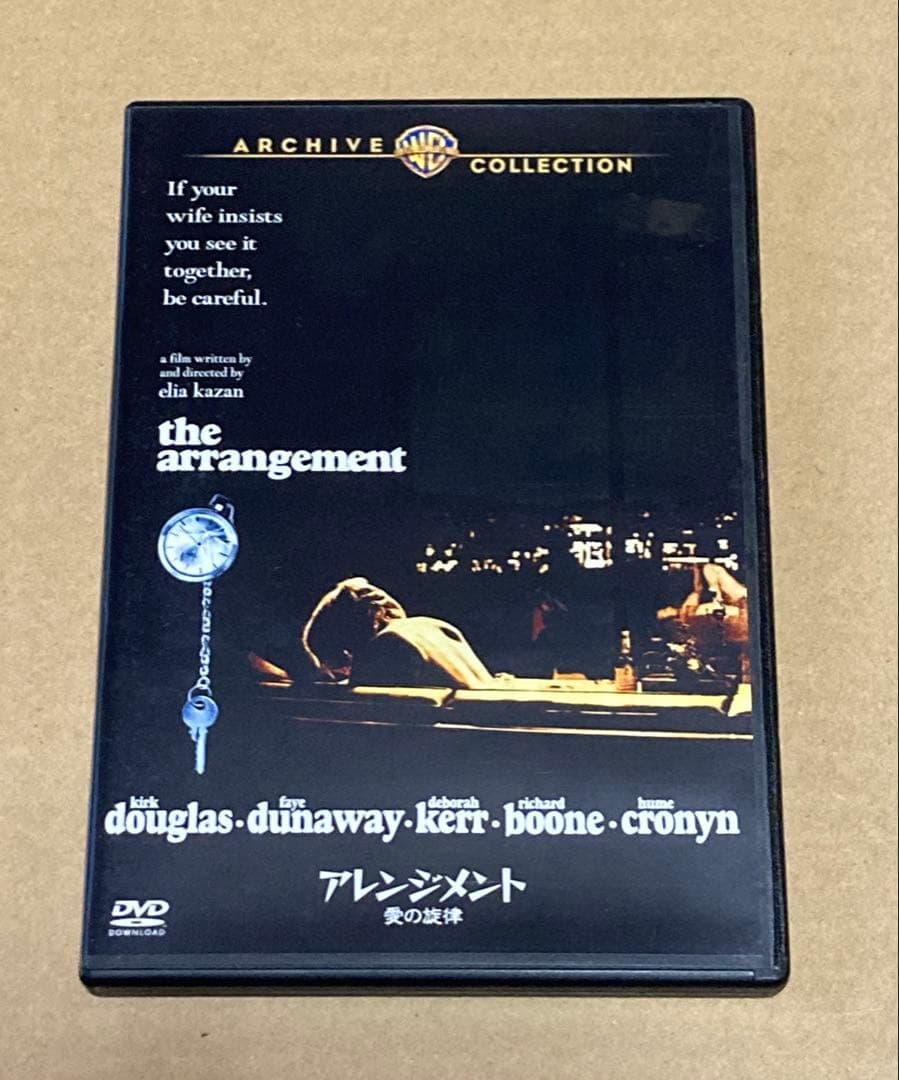 ARCHIVE WB COLLECTION
If your
wife insists
you see it
together,
be careful.
a film written by
and directed by
elia kazan
the
arrangement
kirk faye deborah richard hume
douglas·dunaway·kerr·boone·cronyn
アレンジメント
愛の旋律
DVD
DOWNLOAD